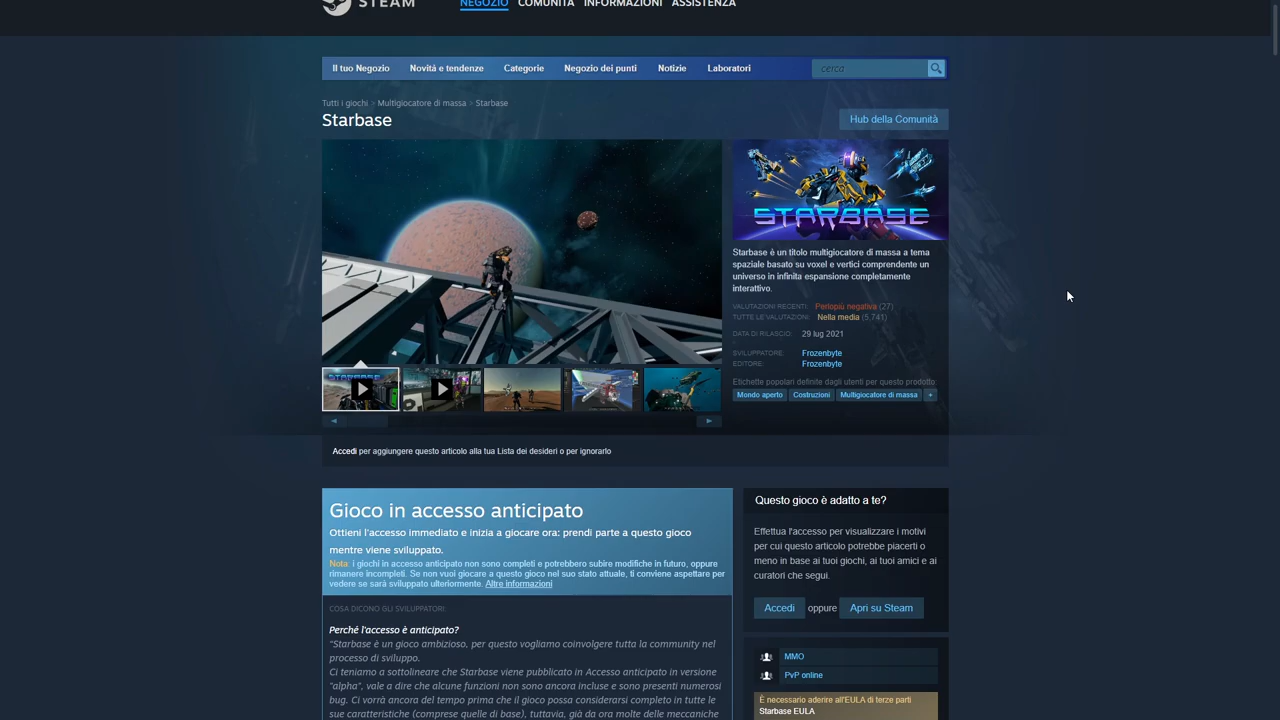 STEAM
NEGOZIO COMUNITÀ INFORMAZIONI ASSISTENZA
Il tuo Negozio Novità e tendenze Categorie Negozio dei punti Notizie Laboratori cerca
Tutti i giochi > Multigiocatore di massa > Starbase
Starbase
Hub della Comunità
STARBASE
Starbase è un titolo multigiocatore di massa a tema
spaziale basato su voxel e vertici comprendente un
universo in infinita espansione completamente
interattivo.
VALUTAZIONI RECENTI: Perlopiù negativa (27)
TUTTE LE VALUTAZIONI: Nella media (5,741)
DATA DI RILASCIO: 29 lug 2021
SVILUPPATORE: Frozenbyte
EDITORE: Frozenbyte
Etichette popolari definite dagli utenti per questo prodotto:
Mondo aperto Costruzioni Multigiocatore di massa +
Accedi per aggiungere questo articolo alla tua Lista dei desideri o per ignorarlo
Gioco in accesso anticipato
Ottieni l'accesso immediato e inizia a giocare ora: prendi parte a questo gioco
mentre viene sviluppato.
Nota: i giochi in accesso anticipato non sono completi e potrebbero subire modifiche in futuro, oppure
rimanere incompleti. Se non vuoi giocare a questo gioco nel suo stato attuale, ti conviene aspettare per
vedere se sarà sviluppato ulteriormente. Altre informazioni
COSA DICONO GLI SVILUPPATORI:
Perché l'accesso è anticipato?
"Starbase è un gioco ambizioso, per questo vogliamo coinvolgere tutta la community nel
processo di sviluppo.
Ci teniamo a sottolineare che Starbase viene pubblicato in Accesso anticipato in versione
"alpha", vale a dire che alcune funzioni non sono ancora incluse e sono presenti numerosi
bug. Ci vorrà ancora del tempo prima che il gioco possa considerarsi completo in tutte le
sue caratteristiche (comprese quelle di base), tuttavia, già da ora molte delle meccaniche
Questo gioco è adatto a te?
Effettua l'accesso per visualizzare i motivi
per cui questo articolo potrebbe piacerti o
meno in base ai tuoi giochi, ai tuoi amici e ai
curatori che segui.
Accedi oppure Apri su Steam
MMO
PvP online
È necessario aderire all'EULA di terze parti
Starbase EULA